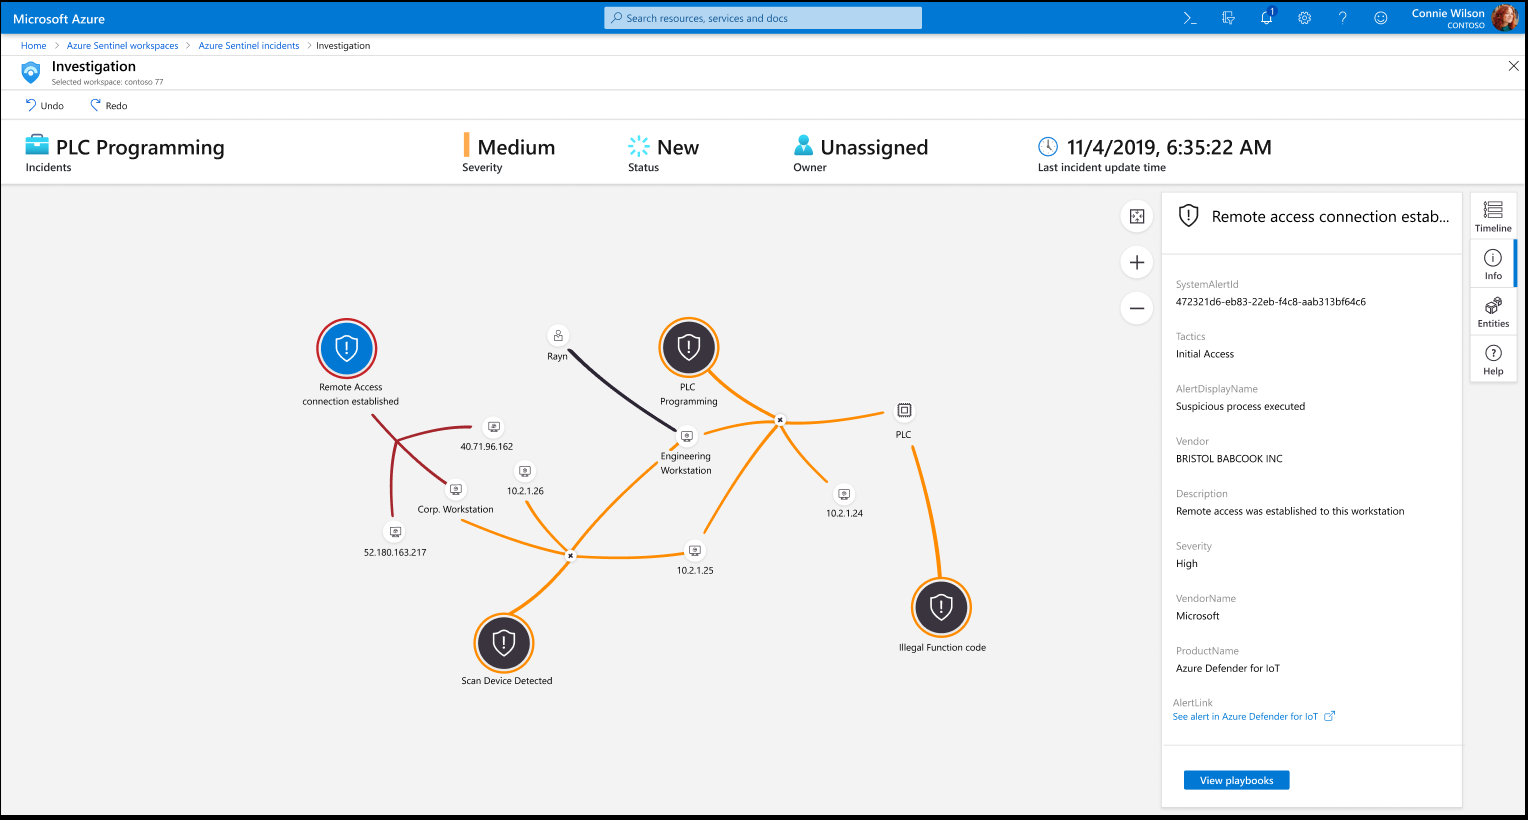 Microsoft Azure
Search resources, services and docs
1
Connie Wilson
CONTOSO
Home > Azure Sentinel workspaces > Azure Sentinel incidents > Investigation
Investigation
Selected workspace: contoso 77
Undo
Redo
PLC Programming
Incidents
Medium
Severity
New
Status
Unassigned
Owner
11/4/2019, 6:35:22 AM
Last incident update time
Remote Access
connection established
Rayn
PLC
Programming
40.71.96.162
10.2.1.26
Corp. Workstation
52.180.163.217
Engineering
Workstation
PLC
10.2.1.24
10.2.1.25
Scan Device Detected
Illegal Function code
Remote access connection estab...
SystemAlertId
472321d6-eb83-22eb-f4c8-aab313bf64c6
Tactics
Initial Access
AlertDisplayName
Suspicious process executed
Vendor
BRISTOL BABCOOK INC
Description
Remote access was established to this workstation
Severity
High
VendorName
Microsoft
ProductName
Azure Defender for IoT
AlertLink
See alert in Azure Defender for IoT
View playbooks
Timeline
Info
Entities
Help